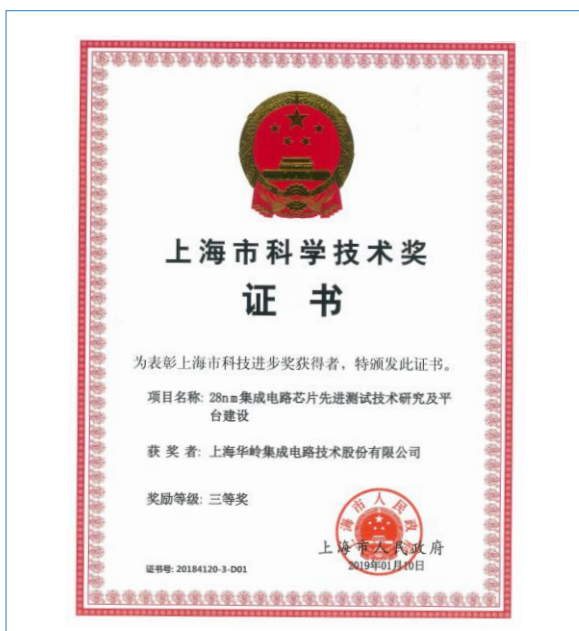 上海市科学技术奖
证 书
为表彰上海市科技进步奖获得者，特颁发此证书。
项目名称: 28nm集成电路芯片先进测试技术研究及平
台建设
获 奖 者: 上海华岭集成电路技术股份有限公司
奖励等级: 三等奖
上海市人民政府
证书号: 20184120-3-D01
2019年01月10日